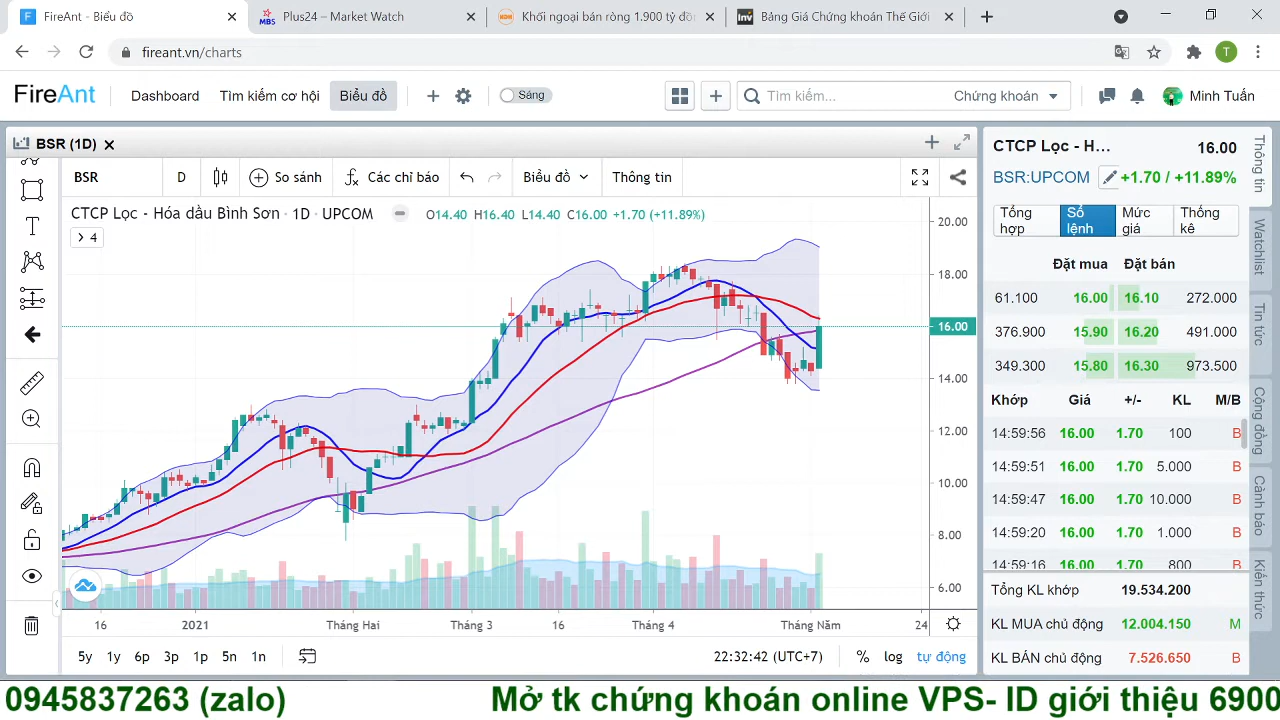 FireAnt - Biểu đồ
MBS Plus24 – Market Watch
Khối ngoại bán ròng 1.900 tỷ đồ
Inv Bảng Giá Chứng khoán Thế Giới
fireant.vn/charts
T
FireAnt Dashboard Tìm kiếm cơ hội Biểu đồ Sáng Tìm kiếm... Chứng khoán Minh Tuấn
BSR (1D)
BSR D So sánh Các chỉ báo Biểu đồ Thông tin
CTCP Lọc - Hóa dầu Bình Sơn · 1D · UPCOM O14.40 H16.40 L14.40 C16.00 +1.70 (+11.89%)
4
20.00
18.00
16.00
14.00
12.00
10.00
8.00
6.00
16 2021 Tháng Hai Tháng 3 16 Tháng 4 Tháng Năm 24
5y 1y 6p 3p 1p 5n 1n 22:32:42 (UTC+7) % log tự động
CTCP Lọc - H... 16.00
BSR:UPCOM +1.70 / +11.89%
Tổng hợp Sổ lệnh Mức giá Thống kê
Đặt mua Đặt bán
61.100 16.00 16.10 272.000
376.900 15.90 16.20 491.000
349.300 15.80 16.30 973.500
Khớp Giá +/- KL M/B
14:59:56 16.00 1.70 100 B
14:59:51 16.00 1.70 5.000 B
14:59:47 16.00 1.70 10.000 B
14:59:20 16.00 1.70 1.000 B
14:59:16 16.00 1.70 800 B
Tổng KL khớp 19.534.200
KL MUA chủ động 12.004.150 M
KL BÁN chủ động 7.526.650 B
Thông tin
Watchlist
Tin tức
Cộng đồng
Cảnh báo
Kiến thức
0945837263 (zalo) Mở tk chứng khoán online VPS- ID giới thiệu 6900